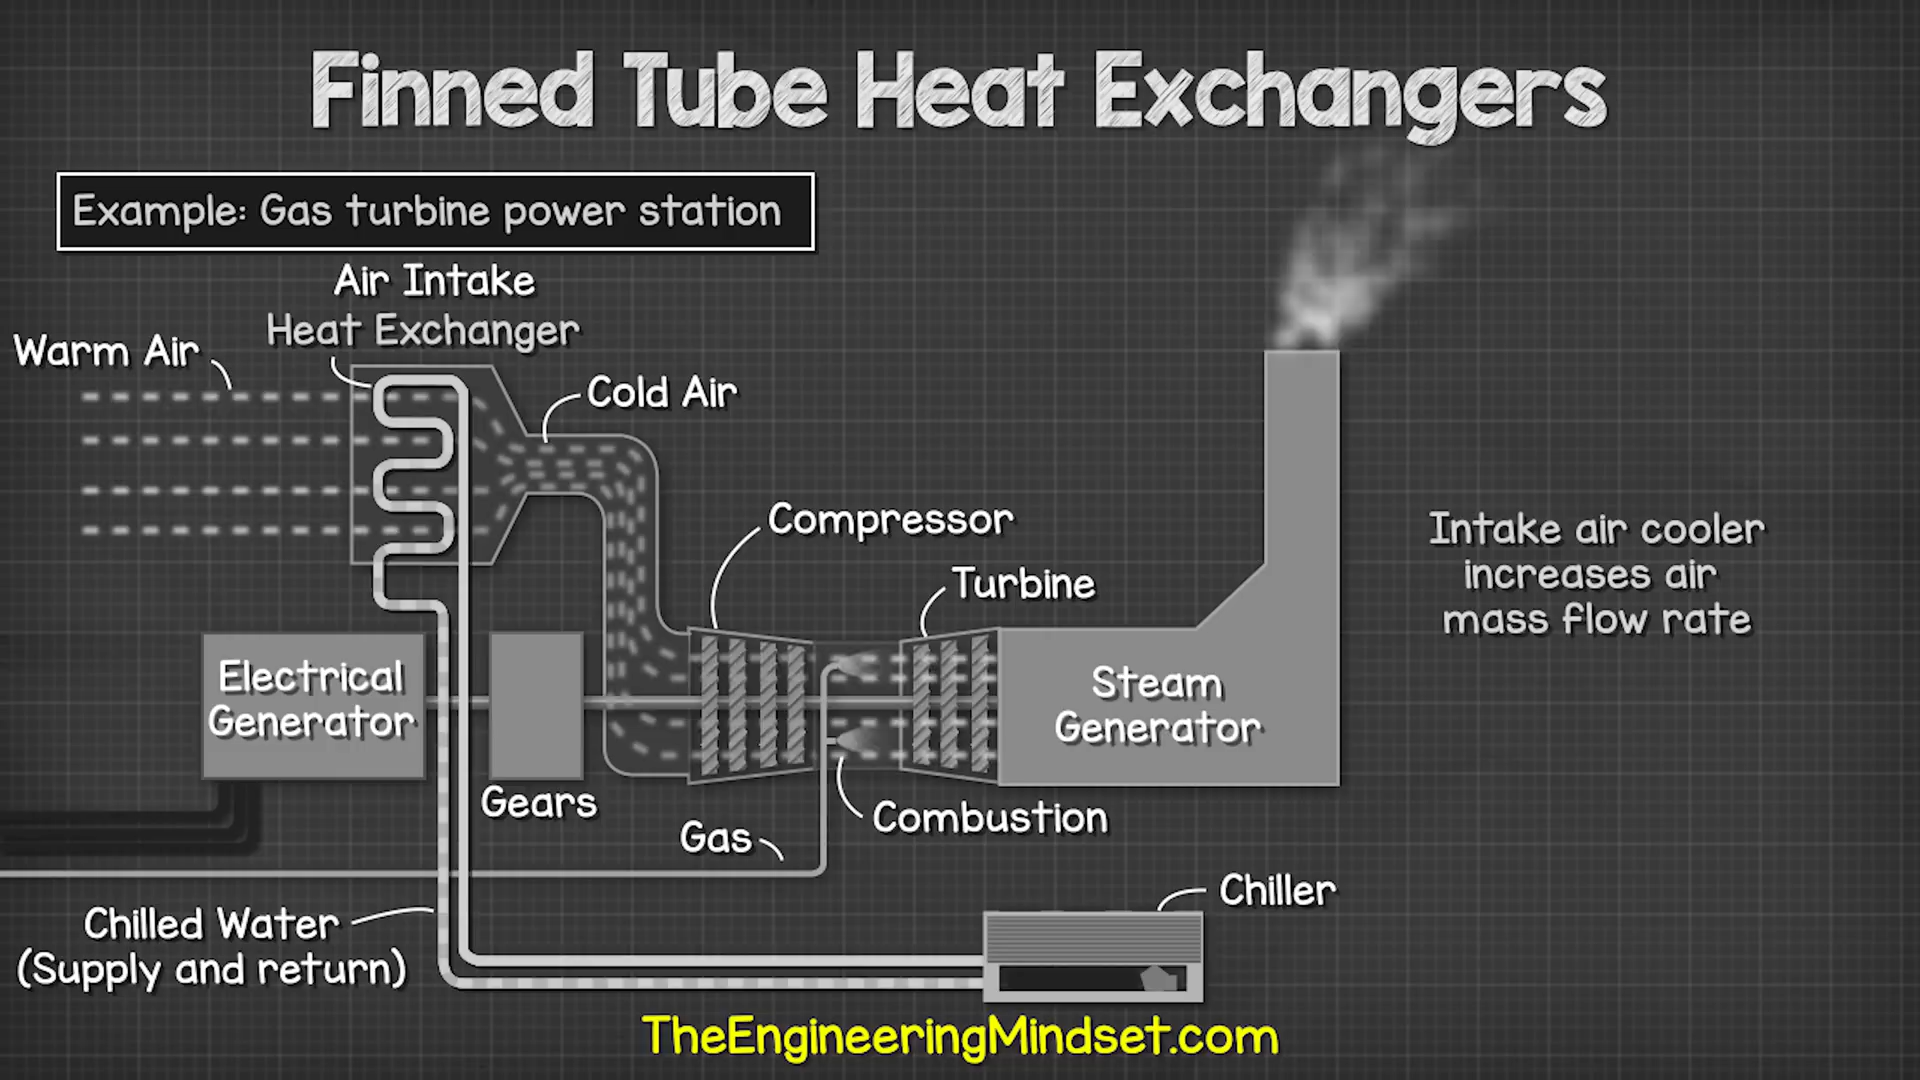 Finned Tube Heat Exchangers
Example: Gas turbine power station
Air Intake
Heat Exchanger
Warm Air
Cold Air
Compressor
Turbine
Intake air cooler
increases air
mass flow rate
Electrical
Generator
Steam
Generator
Gears
Combustion
Gas
Chiller
Chilled Water
(Supply and return)
TheEngineeringMindset.com